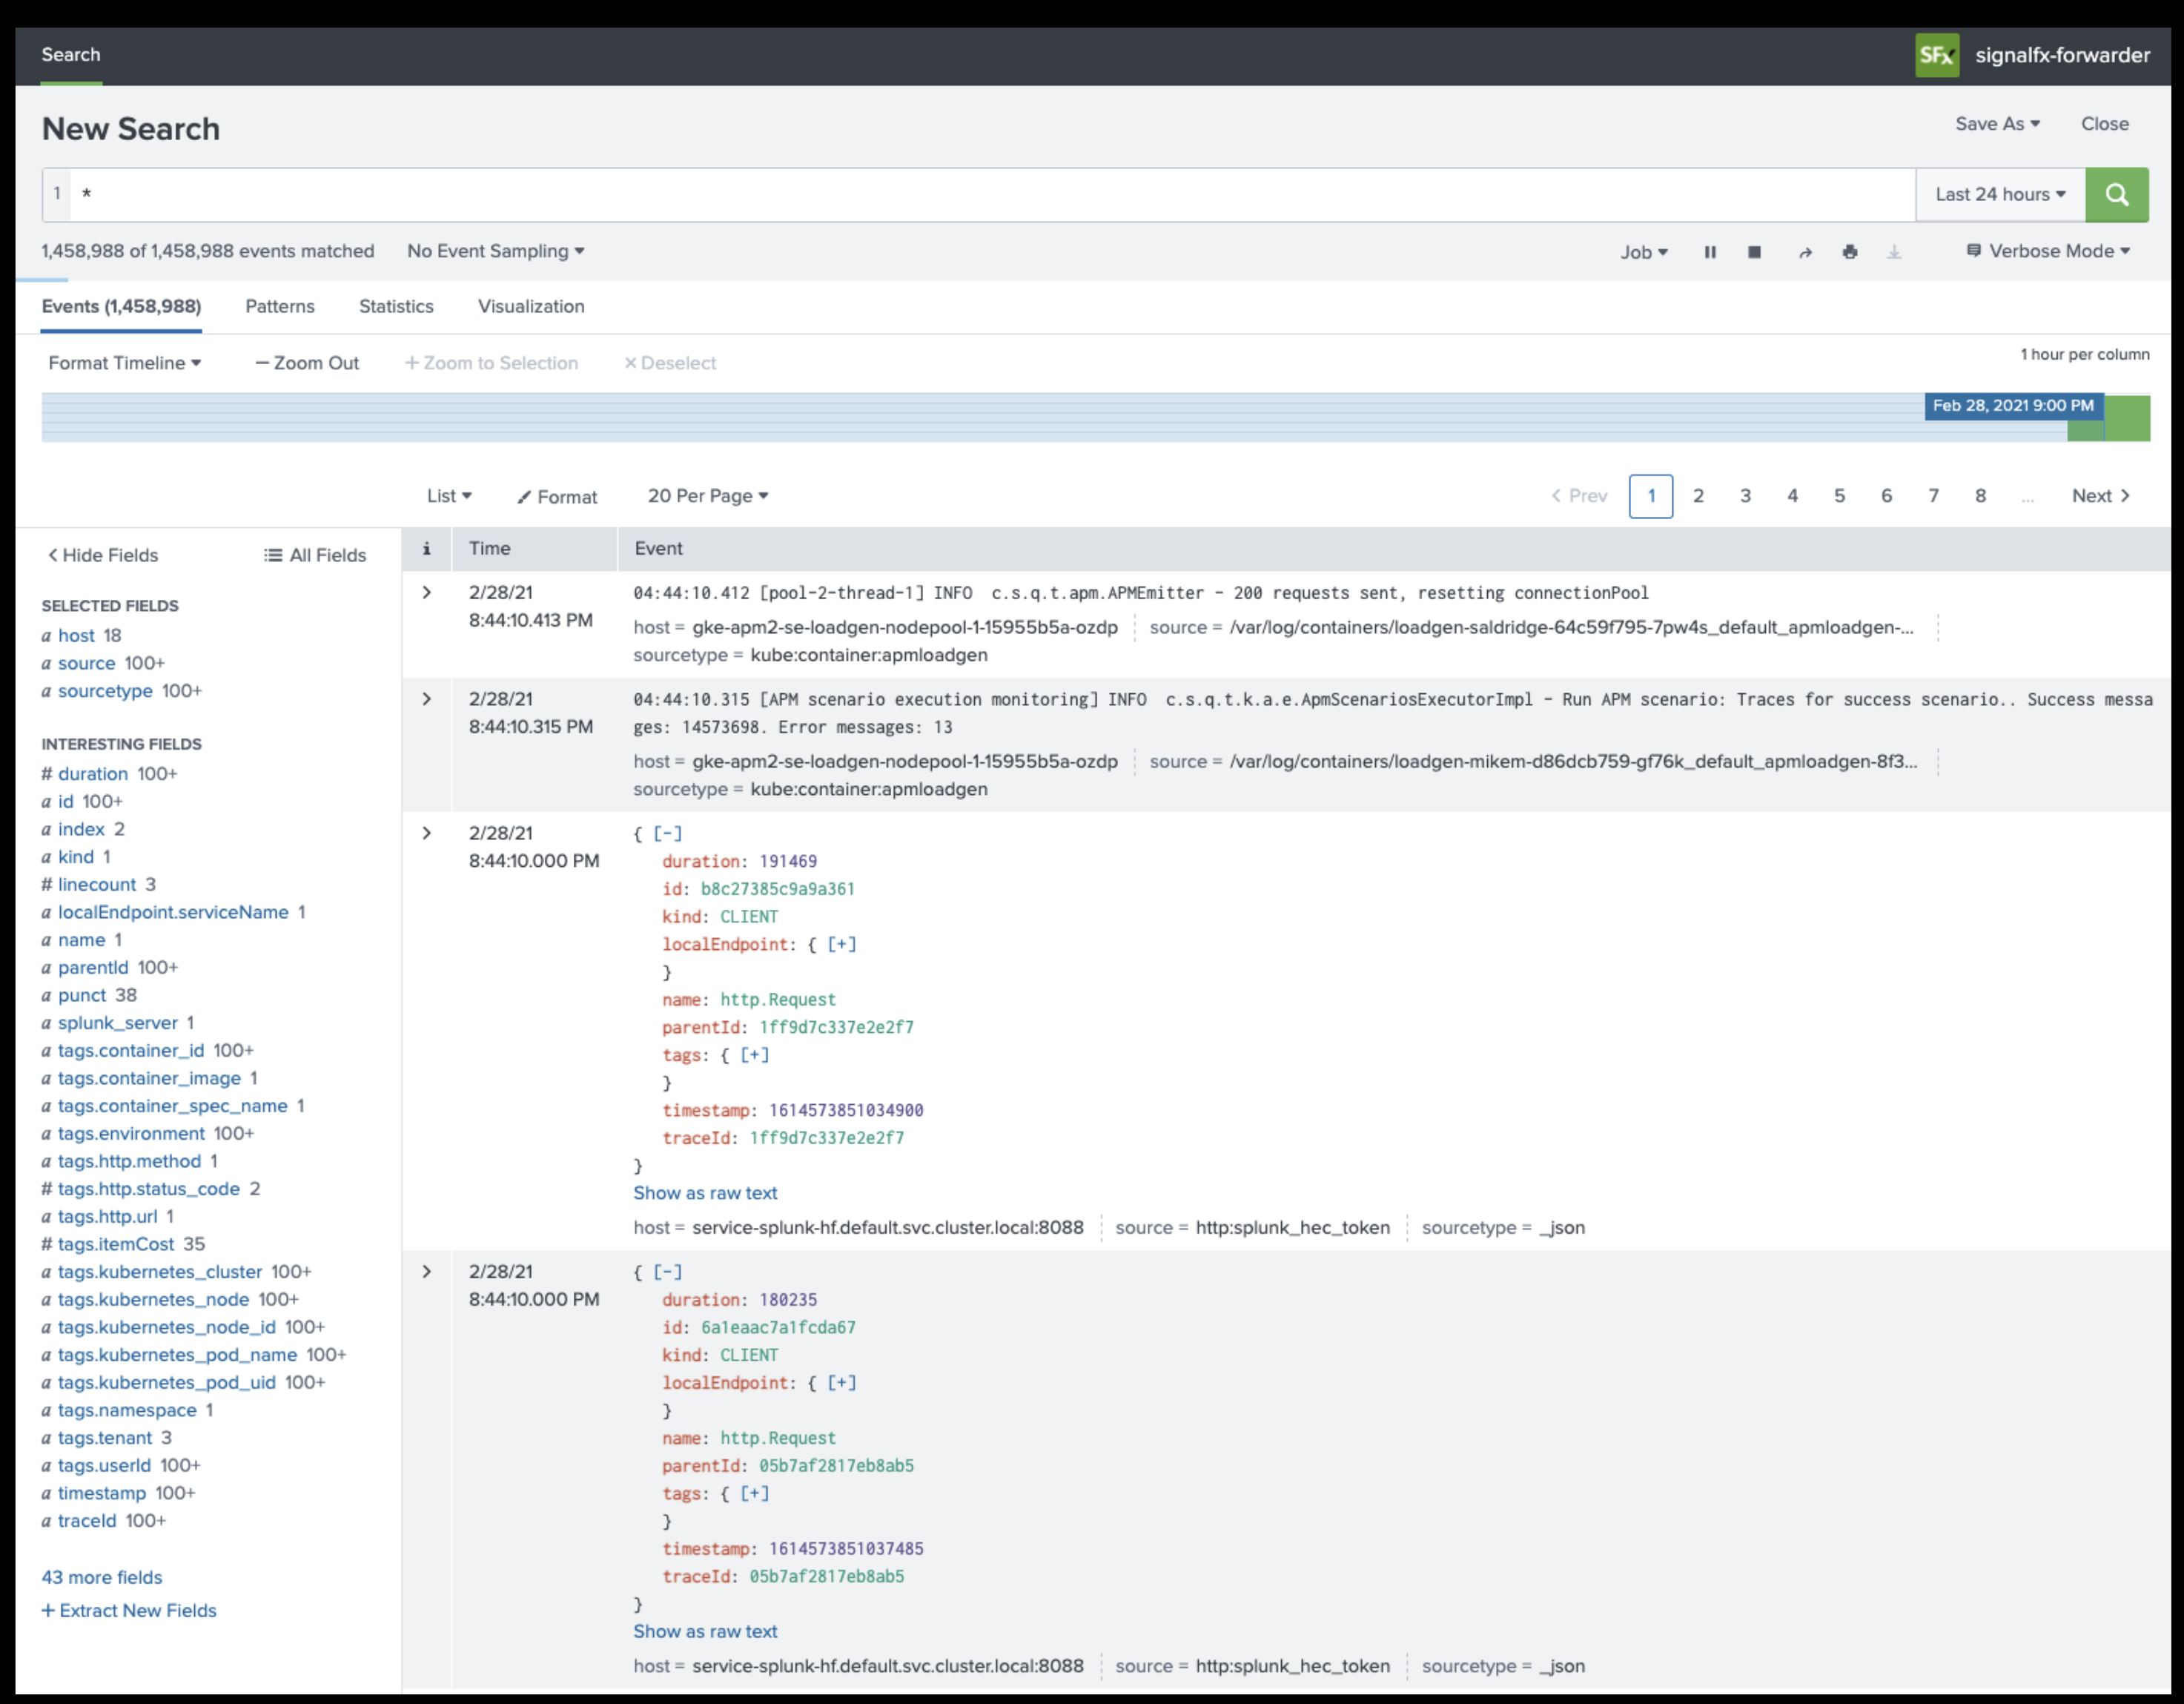 Search
SFx signalfx-forwarder
New Search
Save As Close
1 *
Last 24 hours
1,458,988 of 1,458,988 events matched No Event Sampling
Job Verbose Mode
Events (1,458,988) Patterns Statistics Visualization
Format Timeline — Zoom Out + Zoom to Selection × Deselect
1 hour per column
Feb 28, 2021 9:00 PM
List Format 20 Per Page
< Prev 1 2 3 4 5 6 7 8 ... Next >
< Hide Fields All Fields
SELECTED FIELDS
a host 18
a source 100+
a sourcetype 100+
INTERESTING FIELDS
# duration 100+
a id 100+
a index 2
a kind 1
# linecount 3
a localEndpoint.serviceName 1
a name 1
a parentId 100+
a punct 38
a splunk_server 1
a tags.container_id 100+
a tags.container_image 1
a tags.container_spec_name 1
a tags.environment 100+
a tags.http.method 1
# tags.http.status_code 2
a tags.http.url 1
# tags.itemCost 35
a tags.kubernetes_cluster 100+
a tags.kubernetes_node 100+
a tags.kubernetes_node_id 100+
a tags.kubernetes_pod_name 100+
a tags.kubernetes_pod_uid 100+
a tags.namespace 1
a tags.tenant 3
a tags.userId 100+
a timestamp 100+
a traceId 100+
43 more fields
+ Extract New Fields
i Time Event
> 2/28/21
8:44:10.413 PM
04:44:10.412 [pool-2-thread-1] INFO c.s.q.t.apm.APMEmitter - 200 requests sent, resetting connectionPool
host = gke-apm2-se-loadgen-nodepool-1-15955b5a-ozdp source = /var/log/containers/loadgen-saldridge-64c59f795-7pw4s_default_apmloadgen-...
sourcetype = kube:container:apmloadgen
> 2/28/21
8:44:10.315 PM
04:44:10.315 [APM scenario execution monitoring] INFO c.s.q.t.k.a.e.ApmScenariosExecutorImpl - Run APM scenario: Traces for success scenario.. Success messa
ges: 14573698. Error messages: 13
host = gke-apm2-se-loadgen-nodepool-1-15955b5a-ozdp source = /var/log/containers/loadgen-mikem-d86dcb759-gf76k_default_apmloadgen-8f3...
sourcetype = kube:container:apmloadgen
> 2/28/21
8:44:10.000 PM
{ [-]
duration: 191469
id: b8c27385c9a9a361
kind: CLIENT
localEndpoint: { [+]
}
name: http.Request
parentId: 1ff9d7c337e2e2f7
tags: { [+]
}
timestamp: 1614573851034900
traceId: 1ff9d7c337e2e2f7
}
Show as raw text
host = service-splunk-hf.default.svc.cluster.local:8088 source = http:splunk_hec_token sourcetype = _json
> 2/28/21
8:44:10.000 PM
{ [-]
duration: 180235
id: 6a1eaac7a1fcda67
kind: CLIENT
localEndpoint: { [+]
}
name: http.Request
parentId: 05b7af2817eb8ab5
tags: { [+]
}
timestamp: 1614573851037485
traceId: 05b7af2817eb8ab5
}
Show as raw text
host = service-splunk-hf.default.svc.cluster.local:8088 source = http:splunk_hec_token sourcetype = _json